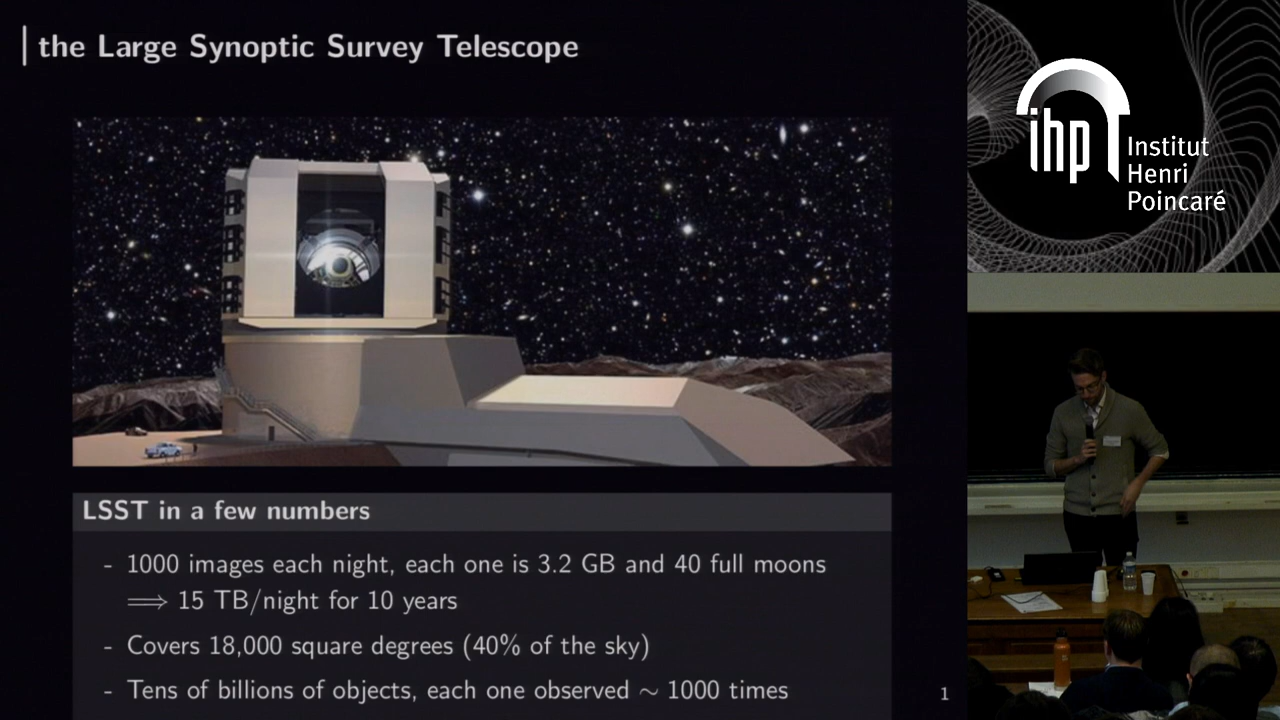 the Large Synoptic Survey Telescope
LSST in a few numbers
- 1000 images each night, each one is 3.2 GB and 40 full moons
⟹ 15 TB/night for 10 years
- Covers 18,000 square degrees (40% of the sky)
- Tens of billions of objects, each one observed ∼ 1000 times
1
ihp
Institut
Henri
Poincaré